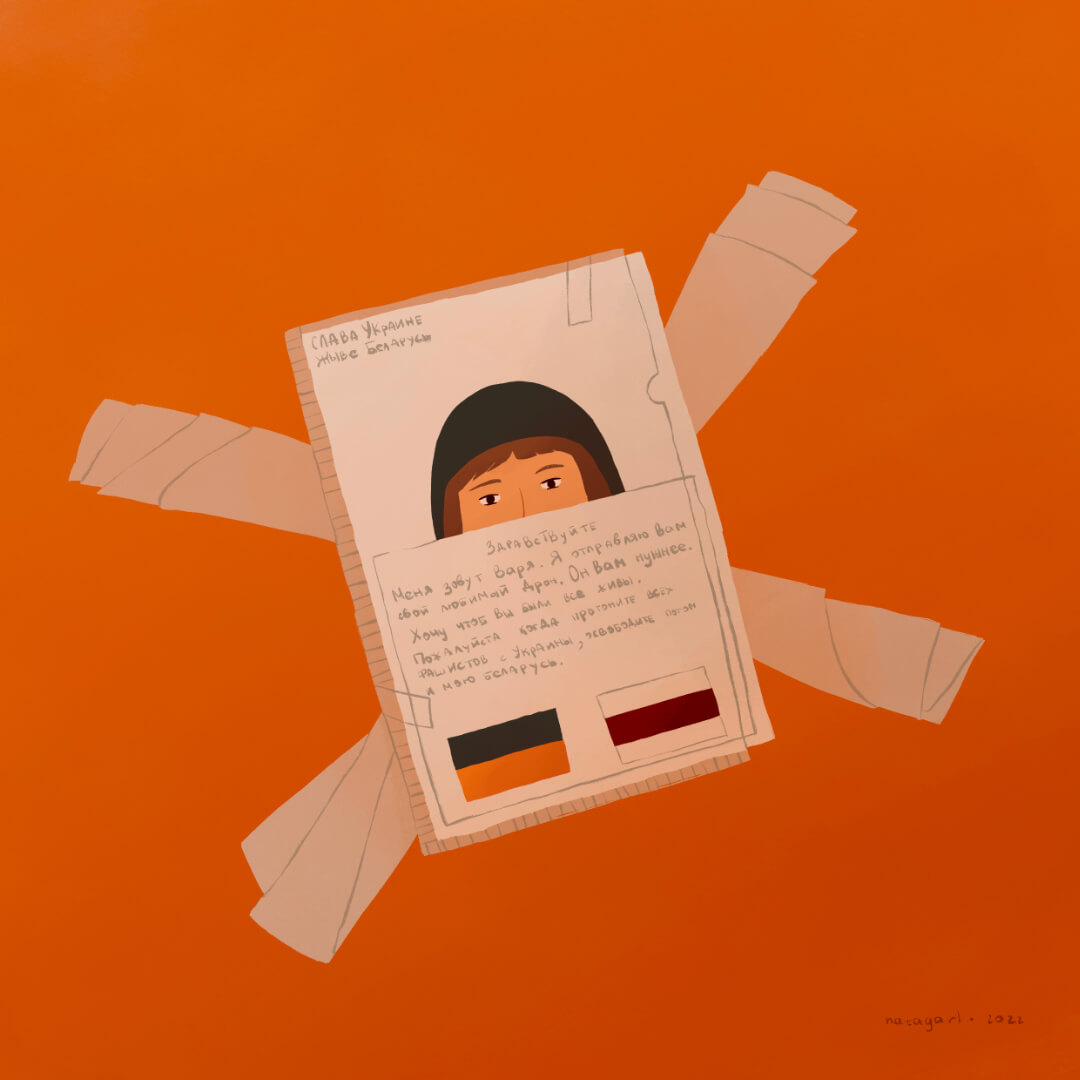 СЛАВА УКРАИНЕ
ЖЫВЕ БЕЛАРУСЬ
ЗДРАВСТВУЙТЕ
Меня зовут Варя. Я отправляю Вам
свой любимый Дрон. Он Вам нужнее.
Хочу чтоб вы были все живы.
Пожалуйста когда прогоните всех
рашистов с Украины, освободите потом
и мою Беларусь.
natagarl. 2022